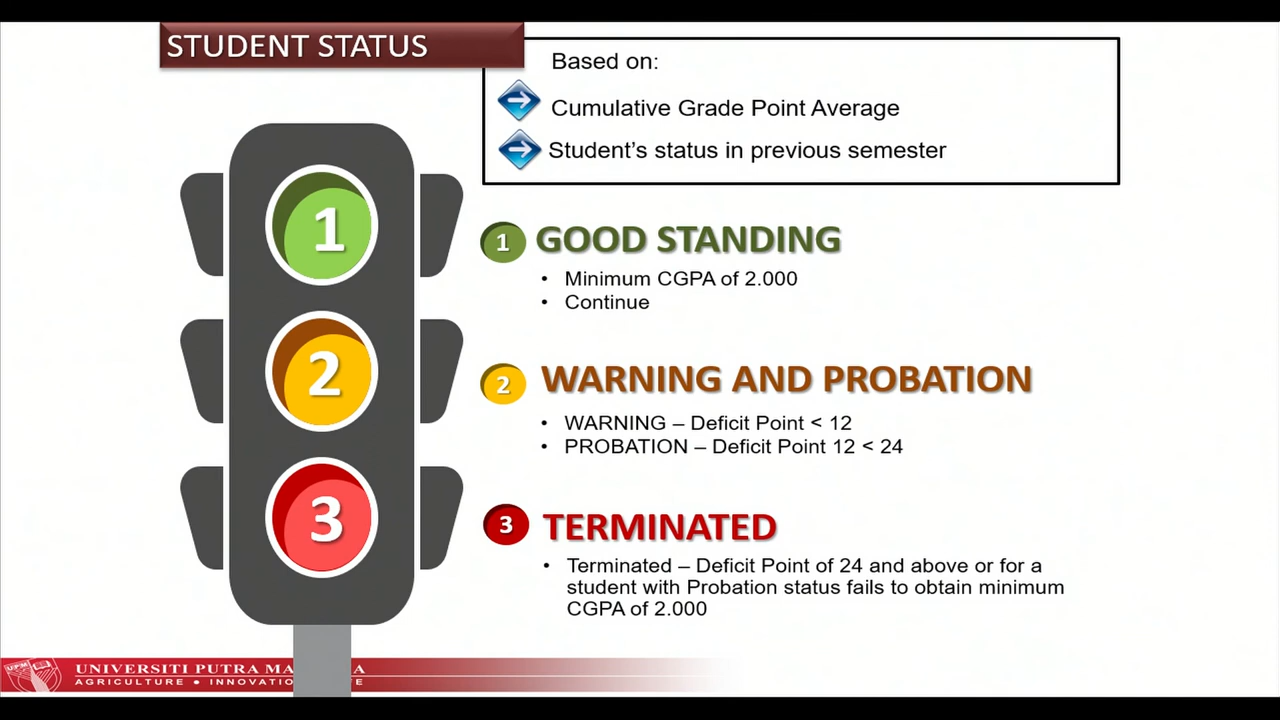 STUDENT STATUS
Based on:
Cumulative Grade Point Average
Student's status in previous semester
1
1 GOOD STANDING
• Minimum CGPA of 2.000
• Continue
2
2 WARNING AND PROBATION
• WARNING – Deficit Point < 12
• PROBATION – Deficit Point 12 < 24
3
3 TERMINATED
• Terminated – Deficit Point of 24 and above or for a
student with Probation status fails to obtain minimum
CGPA of 2.000
UPM
UNIVERSITI PUTRA
AGRICULTURE •